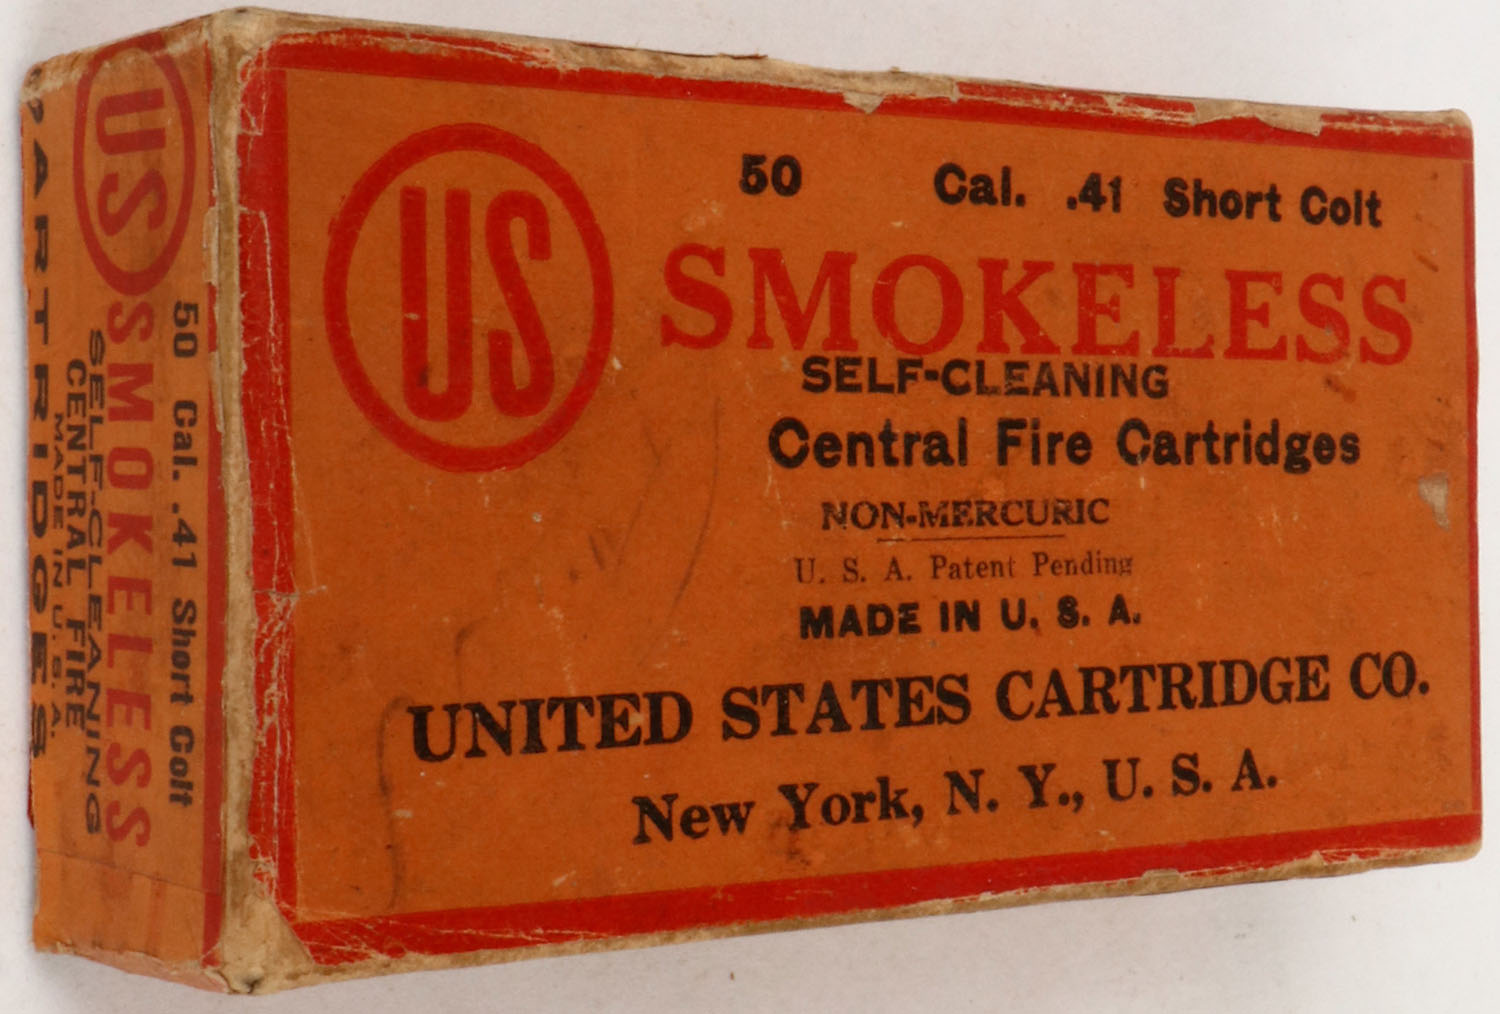 US
50 Cal. .41 Short Colt
SMOKELESS
SELF-CLEANING
Central Fire Cartridges
NON-MERCURIC
U. S. A. Patent Pending
MADE IN U. S. A.
UNITED STATES CARTRIDGE CO.
New York, N. Y., U. S. A.
US
50 Cal. .41 Short Colt
SMOKELESS
SELF-CLEANING
CENTRAL FIRE
MADE IN U. S. A.